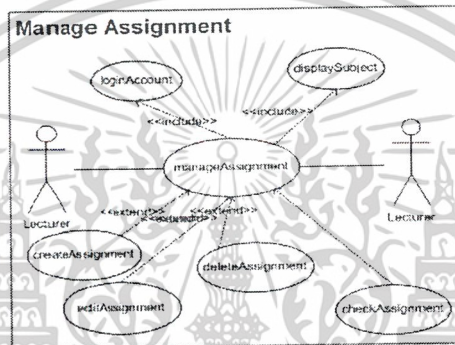 Manage Assignment
loginAccount
displaySubject
<<include>>
<<include>>
manageAssignment
Lecturer
Lecturer
<<extend>>
<<extend>>
createAssignment
deleteAssignment
editAssignment
checkAssignment